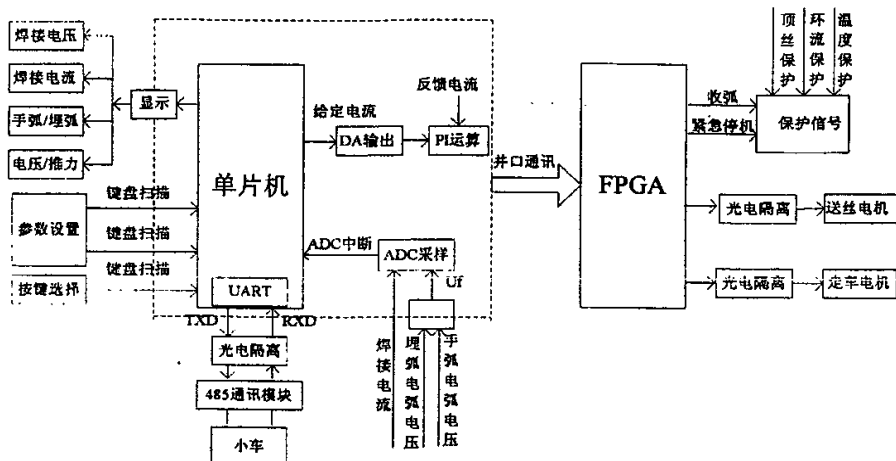 焊接电压
焊接电流
手弧/埋弧
电压/推力
显示
参数设置
按键选择
键盘扫描
键盘扫描
键盘扫描
单片机
UART
TXD
RXD
光电隔离
485通讯模块
小车
给定电流
DA输出
反馈电流
PI运算
ADC中断
ADC采样
Uf
焊接电流
埋弧电弧电压
手弧电弧电压
并口通讯
FPGA
顶丝保护
环流保护
温度保护
收弧
紧急停机
保护信号
光电隔离
送丝电机
光电隔离
定车电机